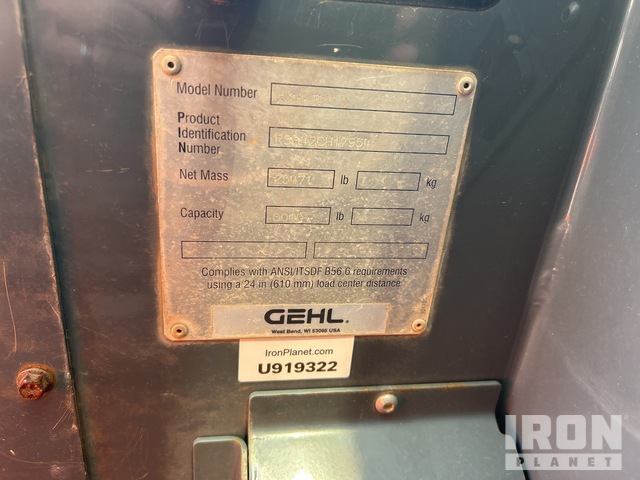 Model Number
Product
Identification
Number
Net Mass lb kg
Capacity lb kg
Complies with ANSI/ITSDF B56.6 requirements
using a 24 in (610 mm) load center distance
GEHL®
West Bend, WI 53095 USA
IronPlanet.com
U919322
IRON
PLANET